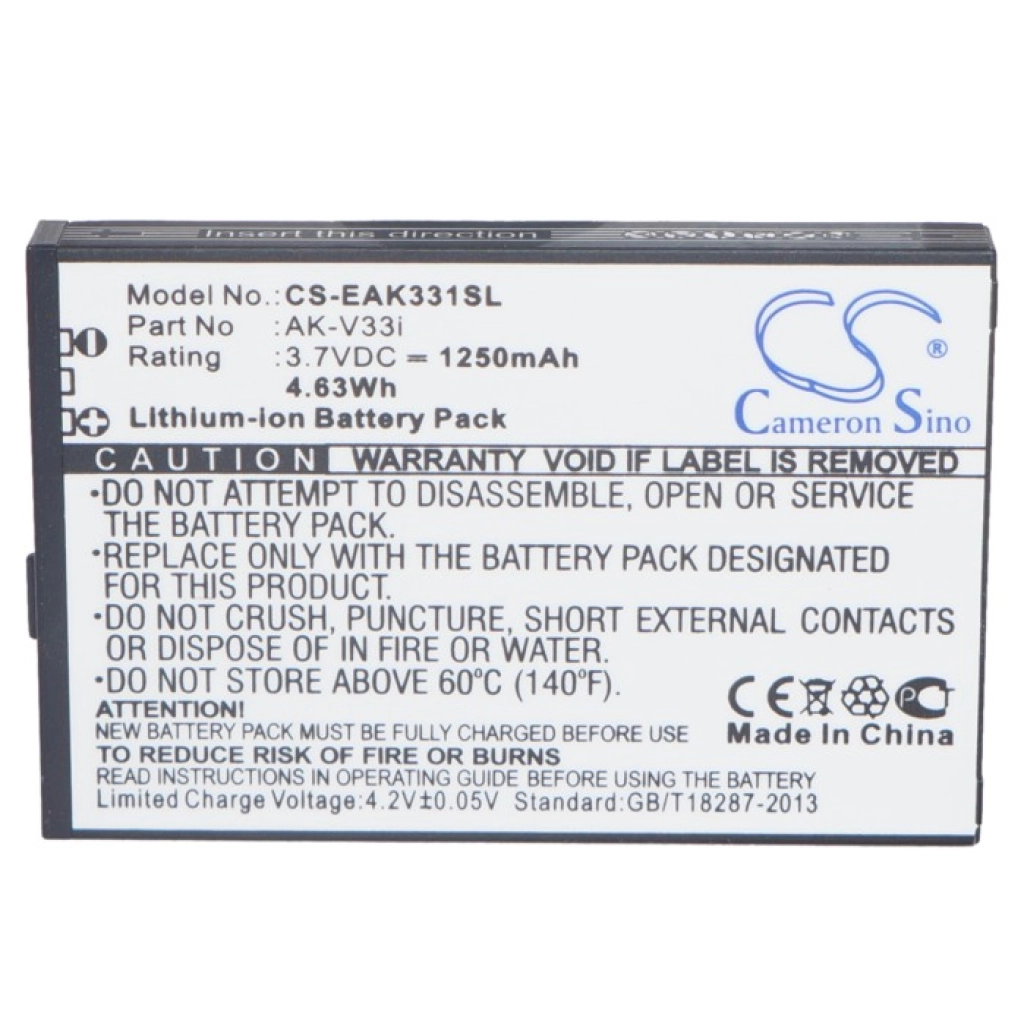 Insert this direction
Model No.: CS-EAK331SL
Part No : AK-V33i
Rating : 3.7VDC = 1250mAh
4.63Wh
Lithium-ion Battery Pack
CS®
Cameron Sino
CAUTION WARRANTY VOID IF LABEL IS REMOVED
•DO NOT ATTEMPT TO DISASSEMBLE, OPEN OR SERVICE
THE BATTERY PACK.
•REPLACE ONLY WITH THE BATTERY PACK DESIGNATED
FOR THIS PRODUCT.
•DO NOT CRUSH, PUNCTURE, SHORT EXTERNAL CONTACTS
OR DISPOSE OF IN FIRE OR WATER.
•DO NOT STORE ABOVE 60°C (140°F).
ATTENTION!
NEW BATTERY PACK MUST BE FULLY CHARGED BEFORE USE
TO REDUCE RISK OF FIRE OR BURNS
READ INSTRUCTIONS IN OPERATING GUIDE BEFORE USING THE BATTERY
Limited Charge Voltage:4.2V±0.05V Standard:GB/T18287-2013
CE
Made In China